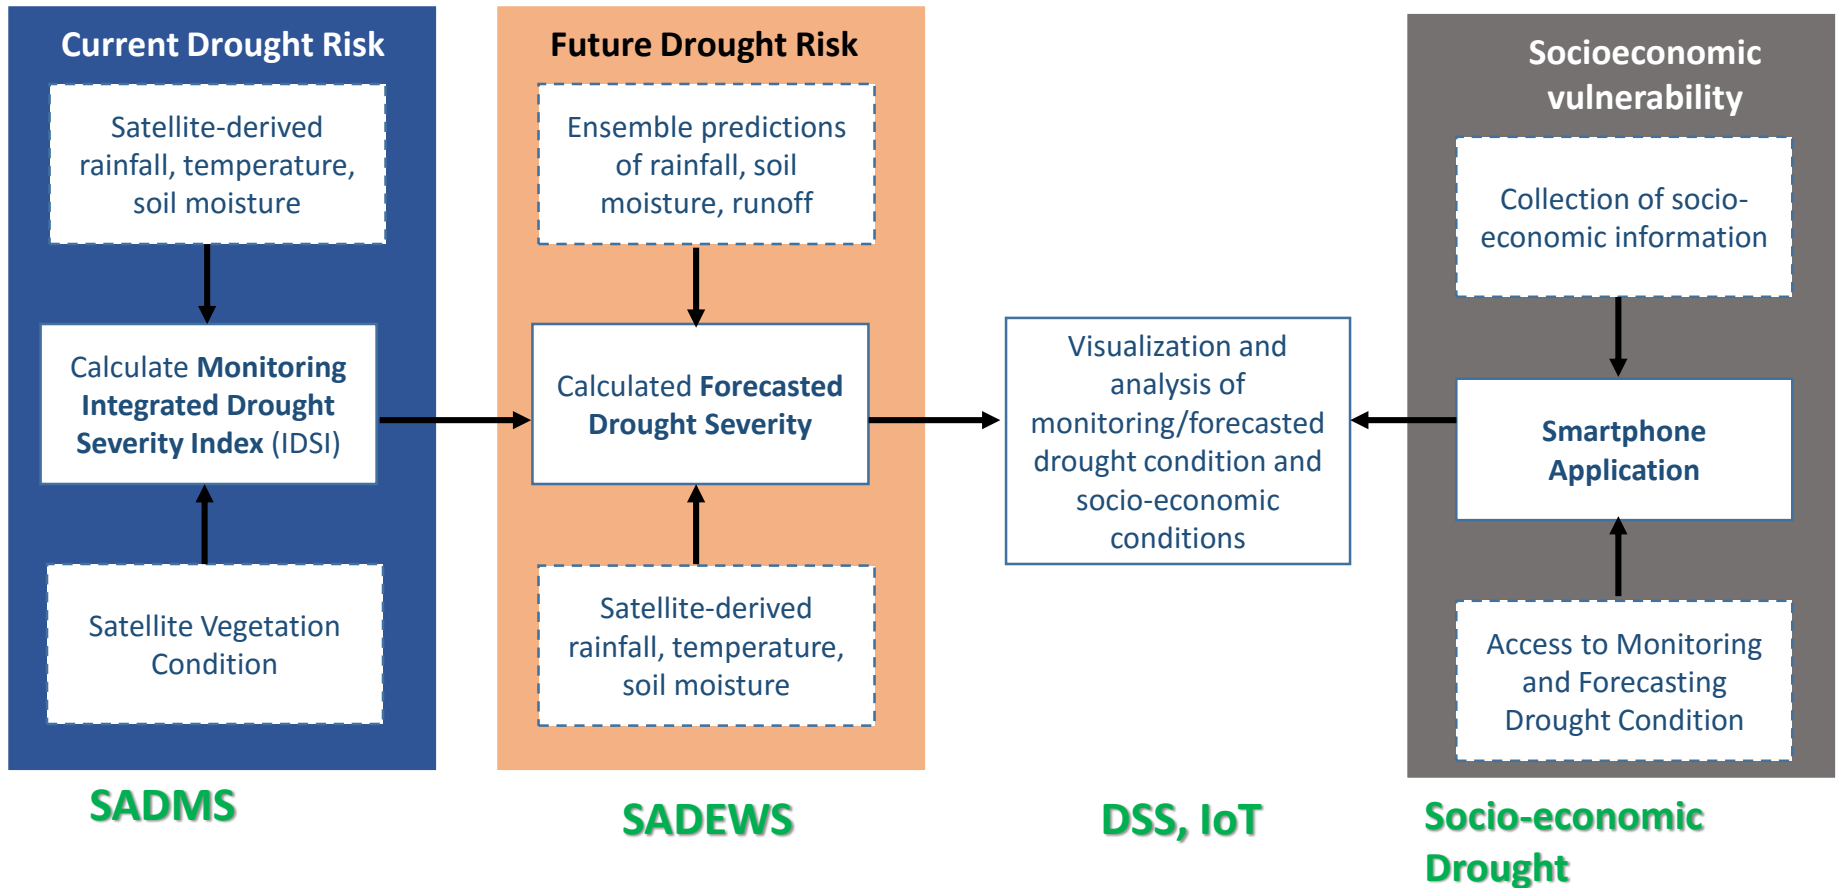 Current Drought Risk
Satellite-derived
rainfall, temperature,
soil moisture
Calculate Monitoring
Integrated Drought
Severity Index (IDSI)
Satellite Vegetation
Condition
SADMS
Future Drought Risk
Ensemble predictions
of rainfall, soil
moisture, runoff
Calculated Forecasted
Drought Severity
Satellite-derived
rainfall, temperature,
soil moisture
SADEWS
Visualization and
analysis of
monitoring/forecasted
drought condition and
socio-economic
conditions
DSS, IoT
Socioeconomic
vulnerability
Collection of socio-
economic information
Smartphone
Application
Access to Monitoring
and Forecasting
Drought Condition
Socio-economic
Drought